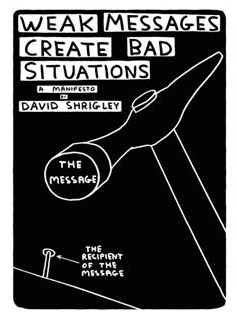 WEAK MESSAGES
CREATE BAD
SITUATIONS
A MANIFESTO
BY
DAVID SHRIGLEY
THE
MESSAGE
THE
RECIPIENT
OF THE
MESSAGE